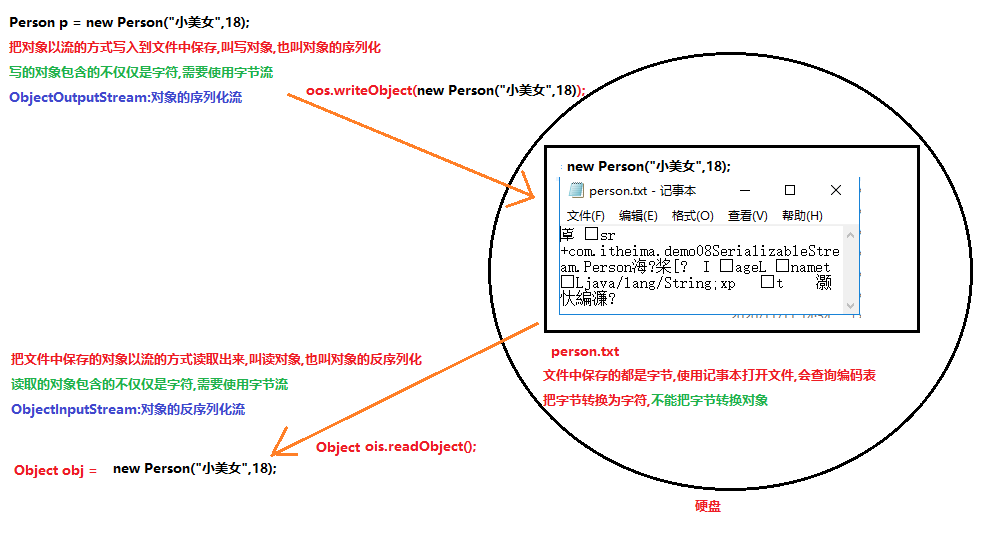 Person p = new Person("小美女",18);
把对象以流的方式写入到文件中保存,叫写对象,也叫对象的序列化
写的对象包含的不仅仅是字符,需要使用字节流
ObjectOutputStream:对象的序列化流
oos.writeObject(new Person("小美女",18));
new Person("小美女",18);
person.txt - 记事本
文件(F) 编辑(E) 格式(O) 查看(V) 帮助(H)
□sr
+com.itheima.demo08SerializableStre
am.Person海?桨[? I □ageL □namet
□Ljava/lang/String;xp □t 灏
忕編濂?
把文件中保存的对象以流的方式读取出来,叫读对象,也叫对象的反序列化
读取的对象包含的不仅仅是字符,需要使用字节流
ObjectInputStream:对象的反序列化流
person.txt
文件中保存的都是字节,使用记事本打开文件,会查询编码表
把字节转换为字符,不能把字节转换对象
Object ois.readObject();
Object obj = new Person("小美女",18);
硬盘